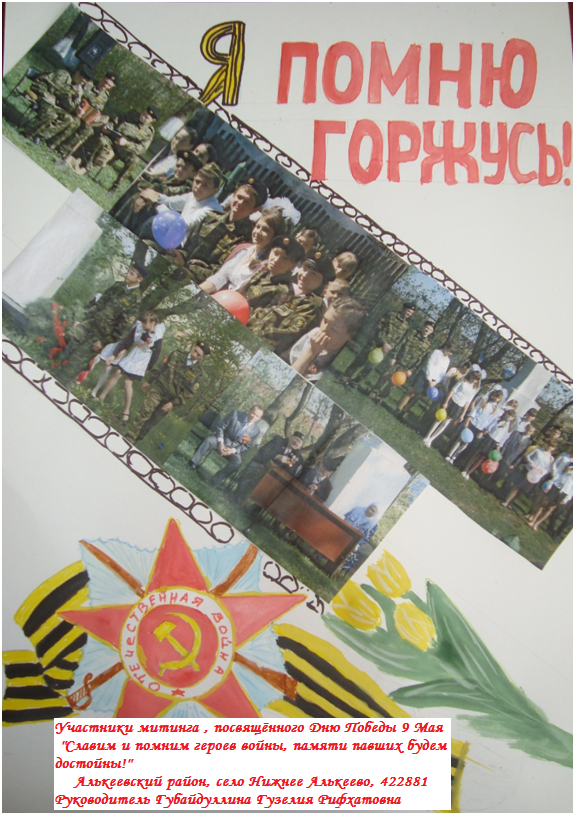 Я ПОМНЮ
ГОРЖУСЬ!
ОТЕЧЕСТВЕННАЯ ВОЙНА
Участники митинга , посвящённого Дню Победы 9 Мая
"Славим и помним героев войны, памяти павших будем
достойны!"
Алькеевский район, село Нижнее Алькеево, 422881
Руководитель Губайдуллина Гузелия Рифхатовна